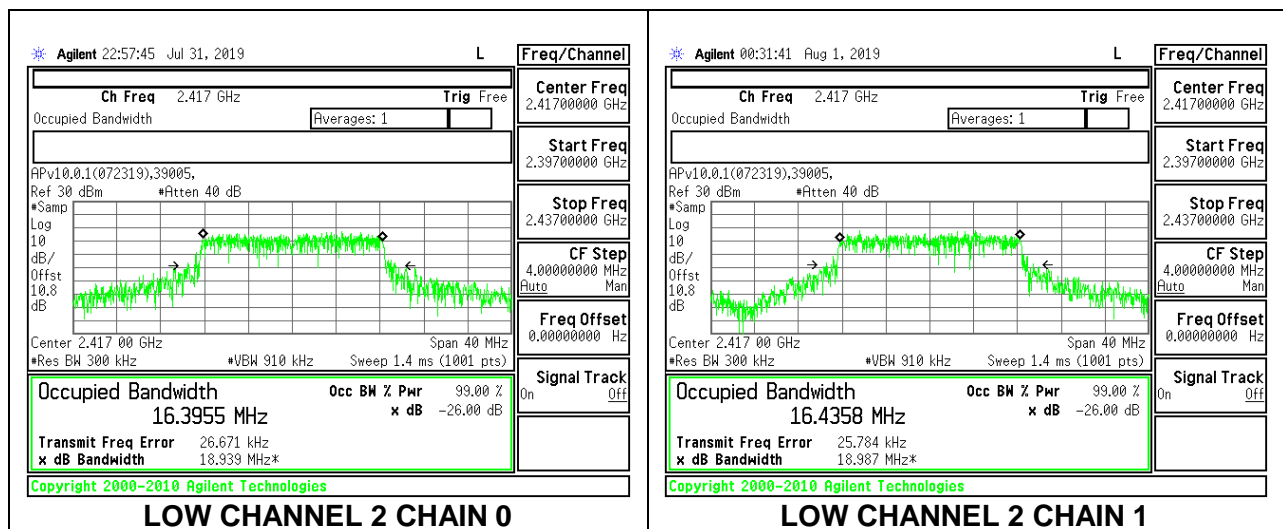 Agilent 22:57:45 Jul 31, 2019 L
Freq/Channel
Ch Freq 2.417 GHz Trig Free
Occupied Bandwidth Averages: 1
APv10.0.1(072319),39005,
Ref 30 dBm #Atten 40 dB
#Samp
Log
10
dB/
Offst
10.8
dB
Center 2.417 00 GHz Span 40 MHz
#Res BW 300 kHz #VBW 910 kHz Sweep 1.4 ms (1001 pts)
Occupied Bandwidth Occ BW % Pwr 99.00 %
16.3955 MHz x dB -26.00 dB
Transmit Freq Error 26.671 kHz
x dB Bandwidth 18.939 MHz*
Copyright 2000-2010 Agilent Technologies
Center Freq
2.41700000 GHz
Start Freq
2.39700000 GHz
Stop Freq
2.43700000 GHz
CF Step
4.00000000 MHz
Auto Man
Freq Offset
0.00000000 Hz
Signal Track
On Off
LOW CHANNEL 2 CHAIN 0
Agilent 00:31:41 Aug 1, 2019 L
Freq/Channel
Ch Freq 2.417 GHz Trig Free
Occupied Bandwidth Averages: 1
APv10.0.1(072319),39005,
Ref 30 dBm #Atten 40 dB
#Samp
Log
10
dB/
Offst
10.8
dB
Center 2.417 00 GHz Span 40 MHz
#Res BW 300 kHz #VBW 910 kHz Sweep 1.4 ms (1001 pts)
Occupied Bandwidth Occ BW % Pwr 99.00 %
16.4358 MHz x dB -26.00 dB
Transmit Freq Error 25.784 kHz
x dB Bandwidth 18.987 MHz*
Copyright 2000-2010 Agilent Technologies
Center Freq
2.41700000 GHz
Start Freq
2.39700000 GHz
Stop Freq
2.43700000 GHz
CF Step
4.00000000 MHz
Auto Man
Freq Offset
0.00000000 Hz
Signal Track
On Off
LOW CHANNEL 2 CHAIN 1